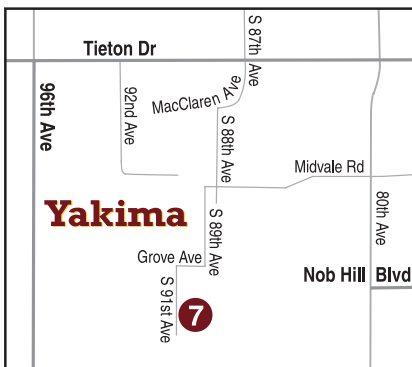 S 87th Ave
Tieton Dr
96th Ave
92nd Ave
MacClaren Ave
S 88th Ave
Midvale Rd
80th Ave
Yakima
S 89th Ave
Grove Ave
Nob Hill Blvd
S 91st Ave
7